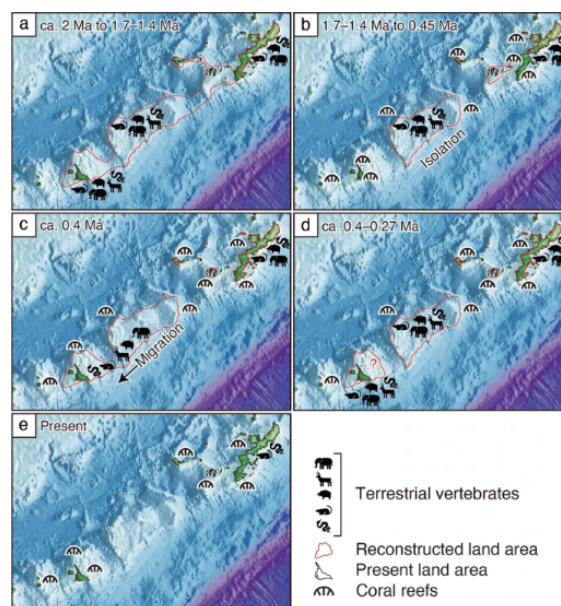 a ca. 2 Ma to 1.7–1.4 Ma
b 1.7–1.4 Ma to 0.45 Ma
Isolation
c ca. 0.4 Ma
Migration
d ca. 0.4–0.27 Ma
?
e Present
Terrestrial vertebrates
Reconstructed land area
Present land area
Coral reefs